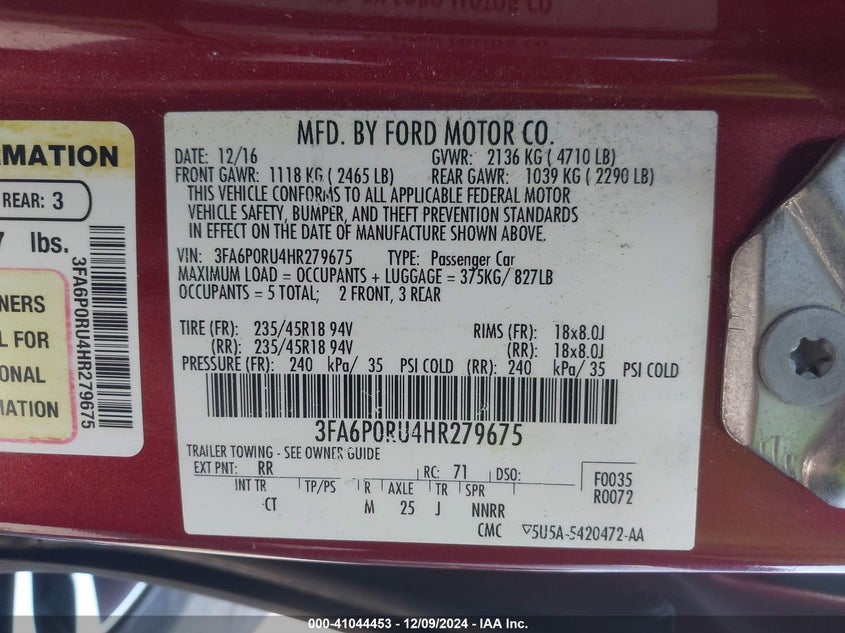 RMATION
REAR: 3
7 lbs.
NERS
L FOR
ONAL
MATION
3FA6P0RU4HR279675
MFD. BY FORD MOTOR CO.
DATE: 12/16 GVWR: 2136 KG ( 4710 LB)
FRONT GAWR: 1118 KG ( 2465 LB) REAR GAWR: 1039 KG ( 2290 LB)
THIS VEHICLE CONFORMS TO ALL APPLICABLE FEDERAL MOTOR
VEHICLE SAFETY, BUMPER, AND THEFT PREVENTION STANDARDS
IN EFFECT ON THE DATE OF MANUFACTURE SHOWN ABOVE.
VIN: 3FA6P0RU4HR279675 TYPE: Passenger Car
MAXIMUM LOAD = OCCUPANTS + LUGGAGE = 375KG/ 827LB
OCCUPANTS = 5 TOTAL; 2 FRONT, 3 REAR
TIRE (FR): 235/45R18 94V RIMS (FR): 18x8.0J
(RR): 235/45R18 94V (RR): 18x8.0J
PRESSURE (FR): 240 kPa/ 35 PSI COLD (RR): 240 kPa/ 35 PSI COLD
3FA6P0RU4HR279675
TRAILER TOWING - SEE OWNER GUIDE
EXT PNT: RR RC: 71 DSO: F0035
INT TR TP/PS R AXLE TR SPR R0072
CT M 25 J NNRR
CMC ▽5U5A-5420472-AA
000-41044453 - 12/09/2024 - IAA Inc.